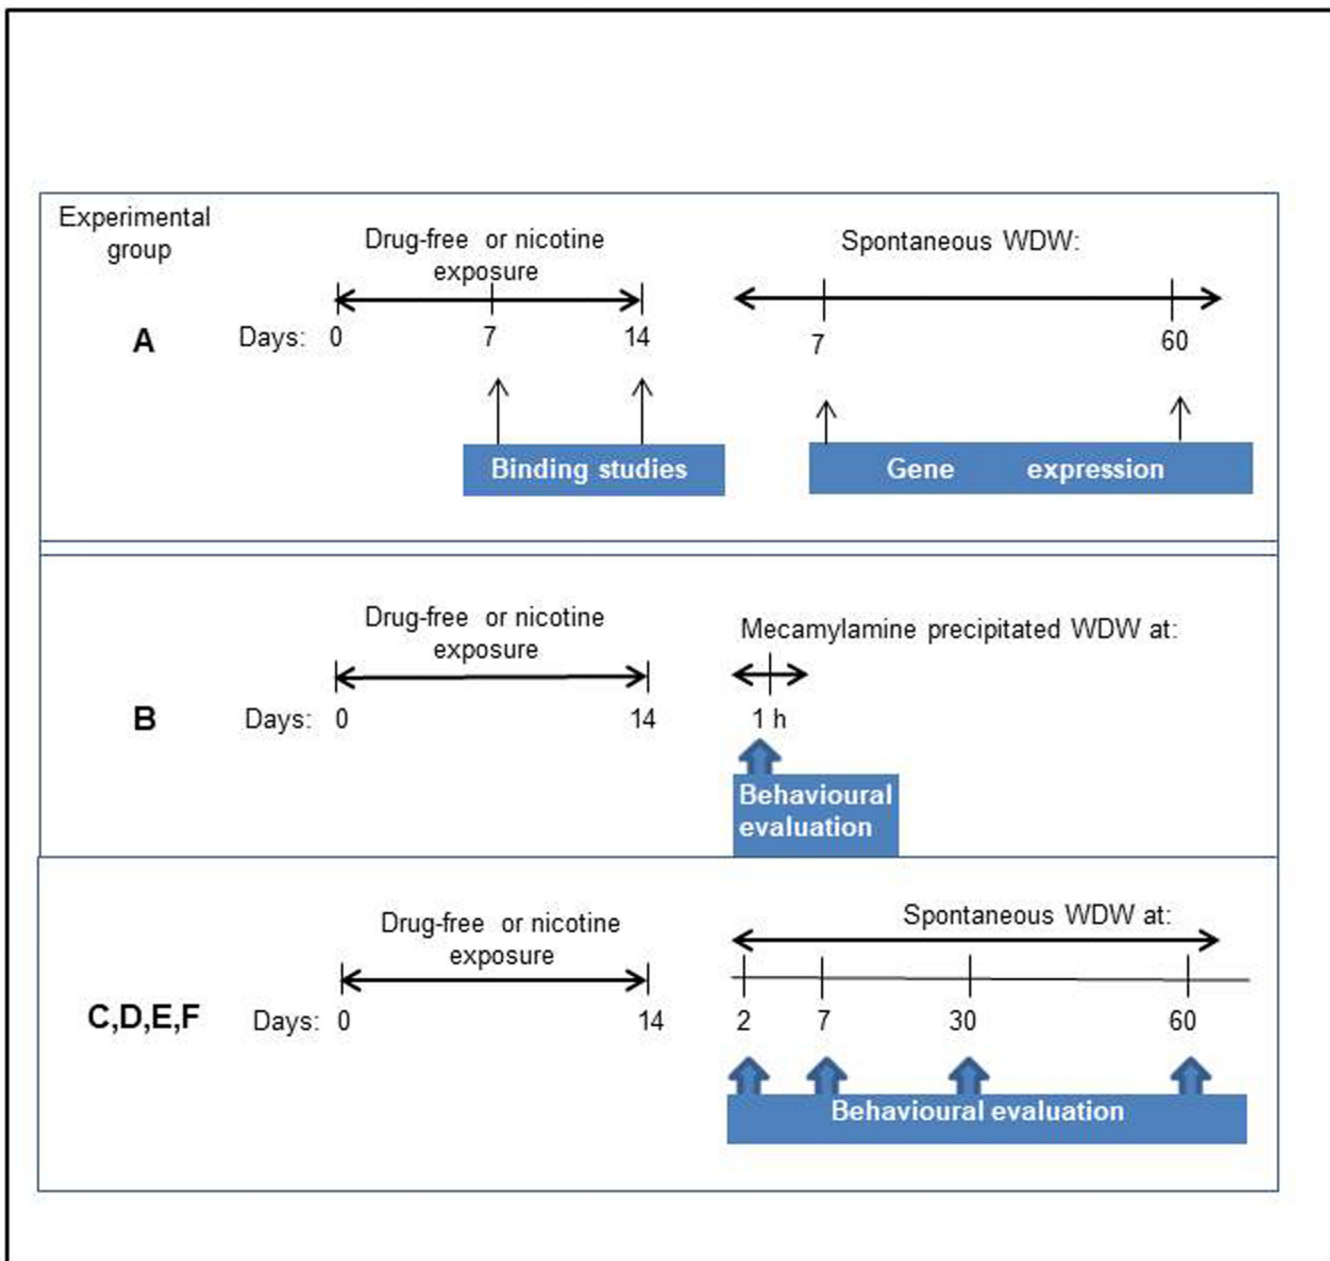 Experimental
group
Drug-free or nicotine
exposure
Spontaneous WDW:
A
Days: 0 7 14 7 60
Binding studies
Gene expression
Drug-free or nicotine
exposure
Mecamylamine precipitated WDW at:
B
Days: 0 14 1 h
Behavioural
evaluation
Drug-free or nicotine
exposure
Spontaneous WDW at:
C,D,E,F
Days: 0 14 2 7 30 60
Behavioural evaluation